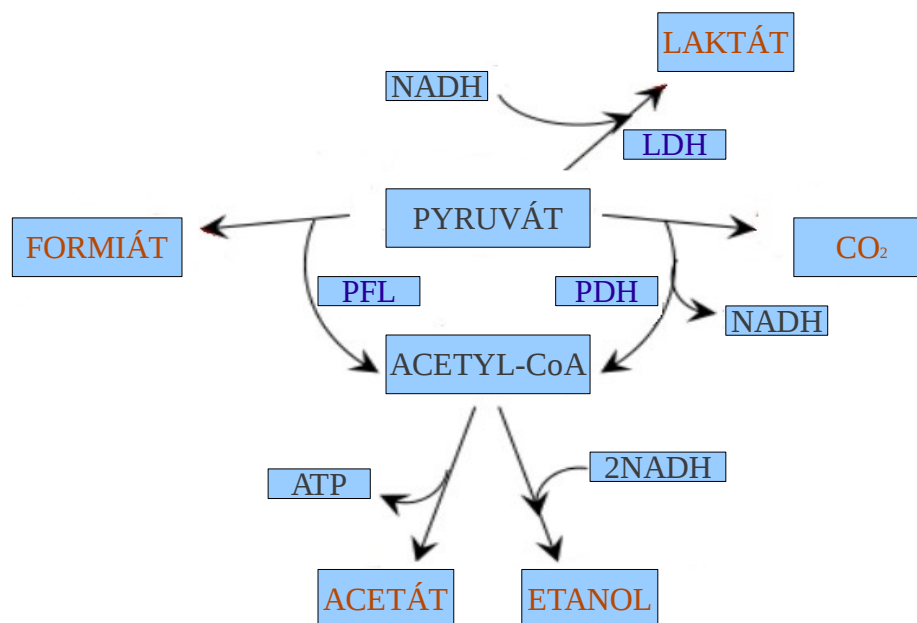 LAKTÁT
NADH
LDH
PYRUVÁT
FORMIÁT
CO₂
PFL
PDH
NADH
ACETYL-CoA
ATP
2NADH
ACETÁT
ETANOL